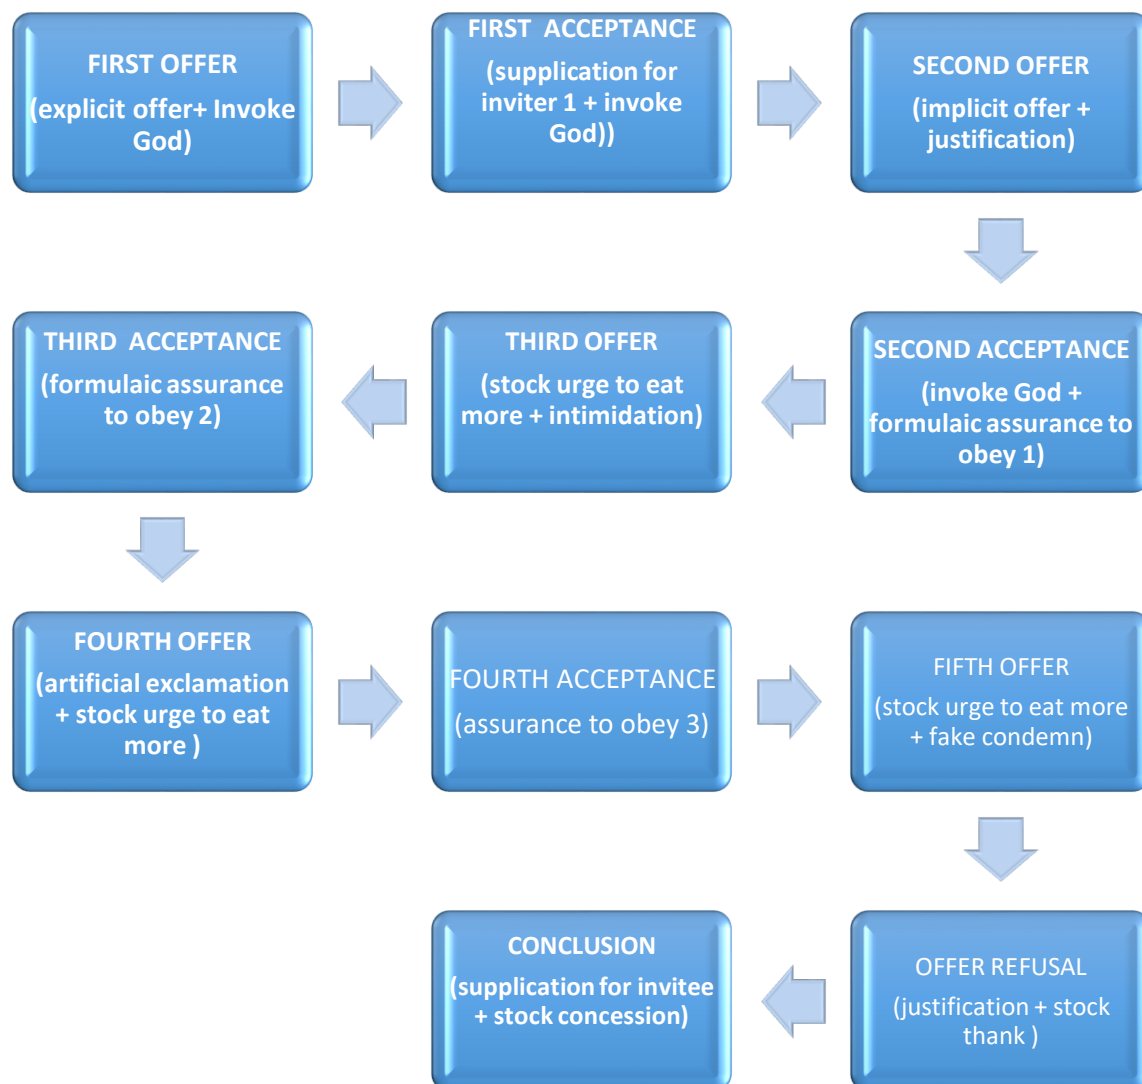 FIRST OFFER
(explicit offer+ Invoke
God)
FIRST ACCEPTANCE
(supplication for
inviter 1 + invoke
God))
SECOND OFFER
(implicit offer +
justification)
SECOND ACCEPTANCE
(invoke God +
formulaic assurance to
obey 1)
THIRD OFFER
(stock urge to eat
more + intimidation)
THIRD ACCEPTANCE
(formulaic assurance
to obey 2)
FOURTH OFFER
(artificial exclamation
+ stock urge to eat
more )
FOURTH ACCEPTANCE
(assurance to obey 3)
FIFTH OFFER
(stock urge to eat more
+ fake condemn)
OFFER REFUSAL
(justification + stock
thank )
CONCLUSION
(supplication for invitee
+ stock concession)